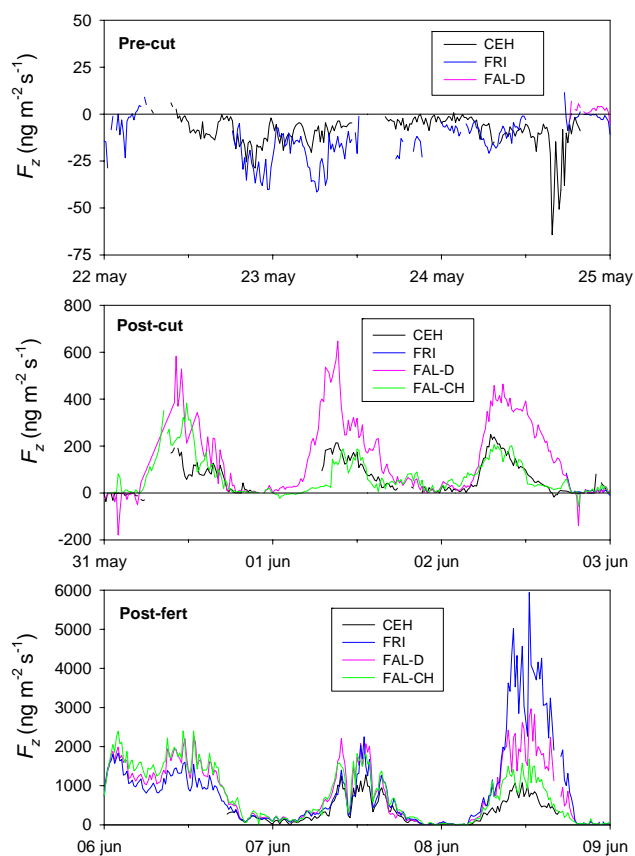 Pre-cut
CEH
FRI
FAL-D
F_z (ng m⁻² s⁻¹)
50
25
0
-25
-50
-75
22 may
23 may
24 may
25 may
Post-cut
CEH
FRI
FAL-D
FAL-CH
F_z (ng m⁻² s⁻¹)
800
600
400
200
0
-200
31 may
01 jun
02 jun
03 jun
Post-fert
CEH
FRI
FAL-D
FAL-CH
F_z (ng m⁻² s⁻¹)
6000
5000
4000
3000
2000
1000
0
06 jun
07 jun
08 jun
09 jun